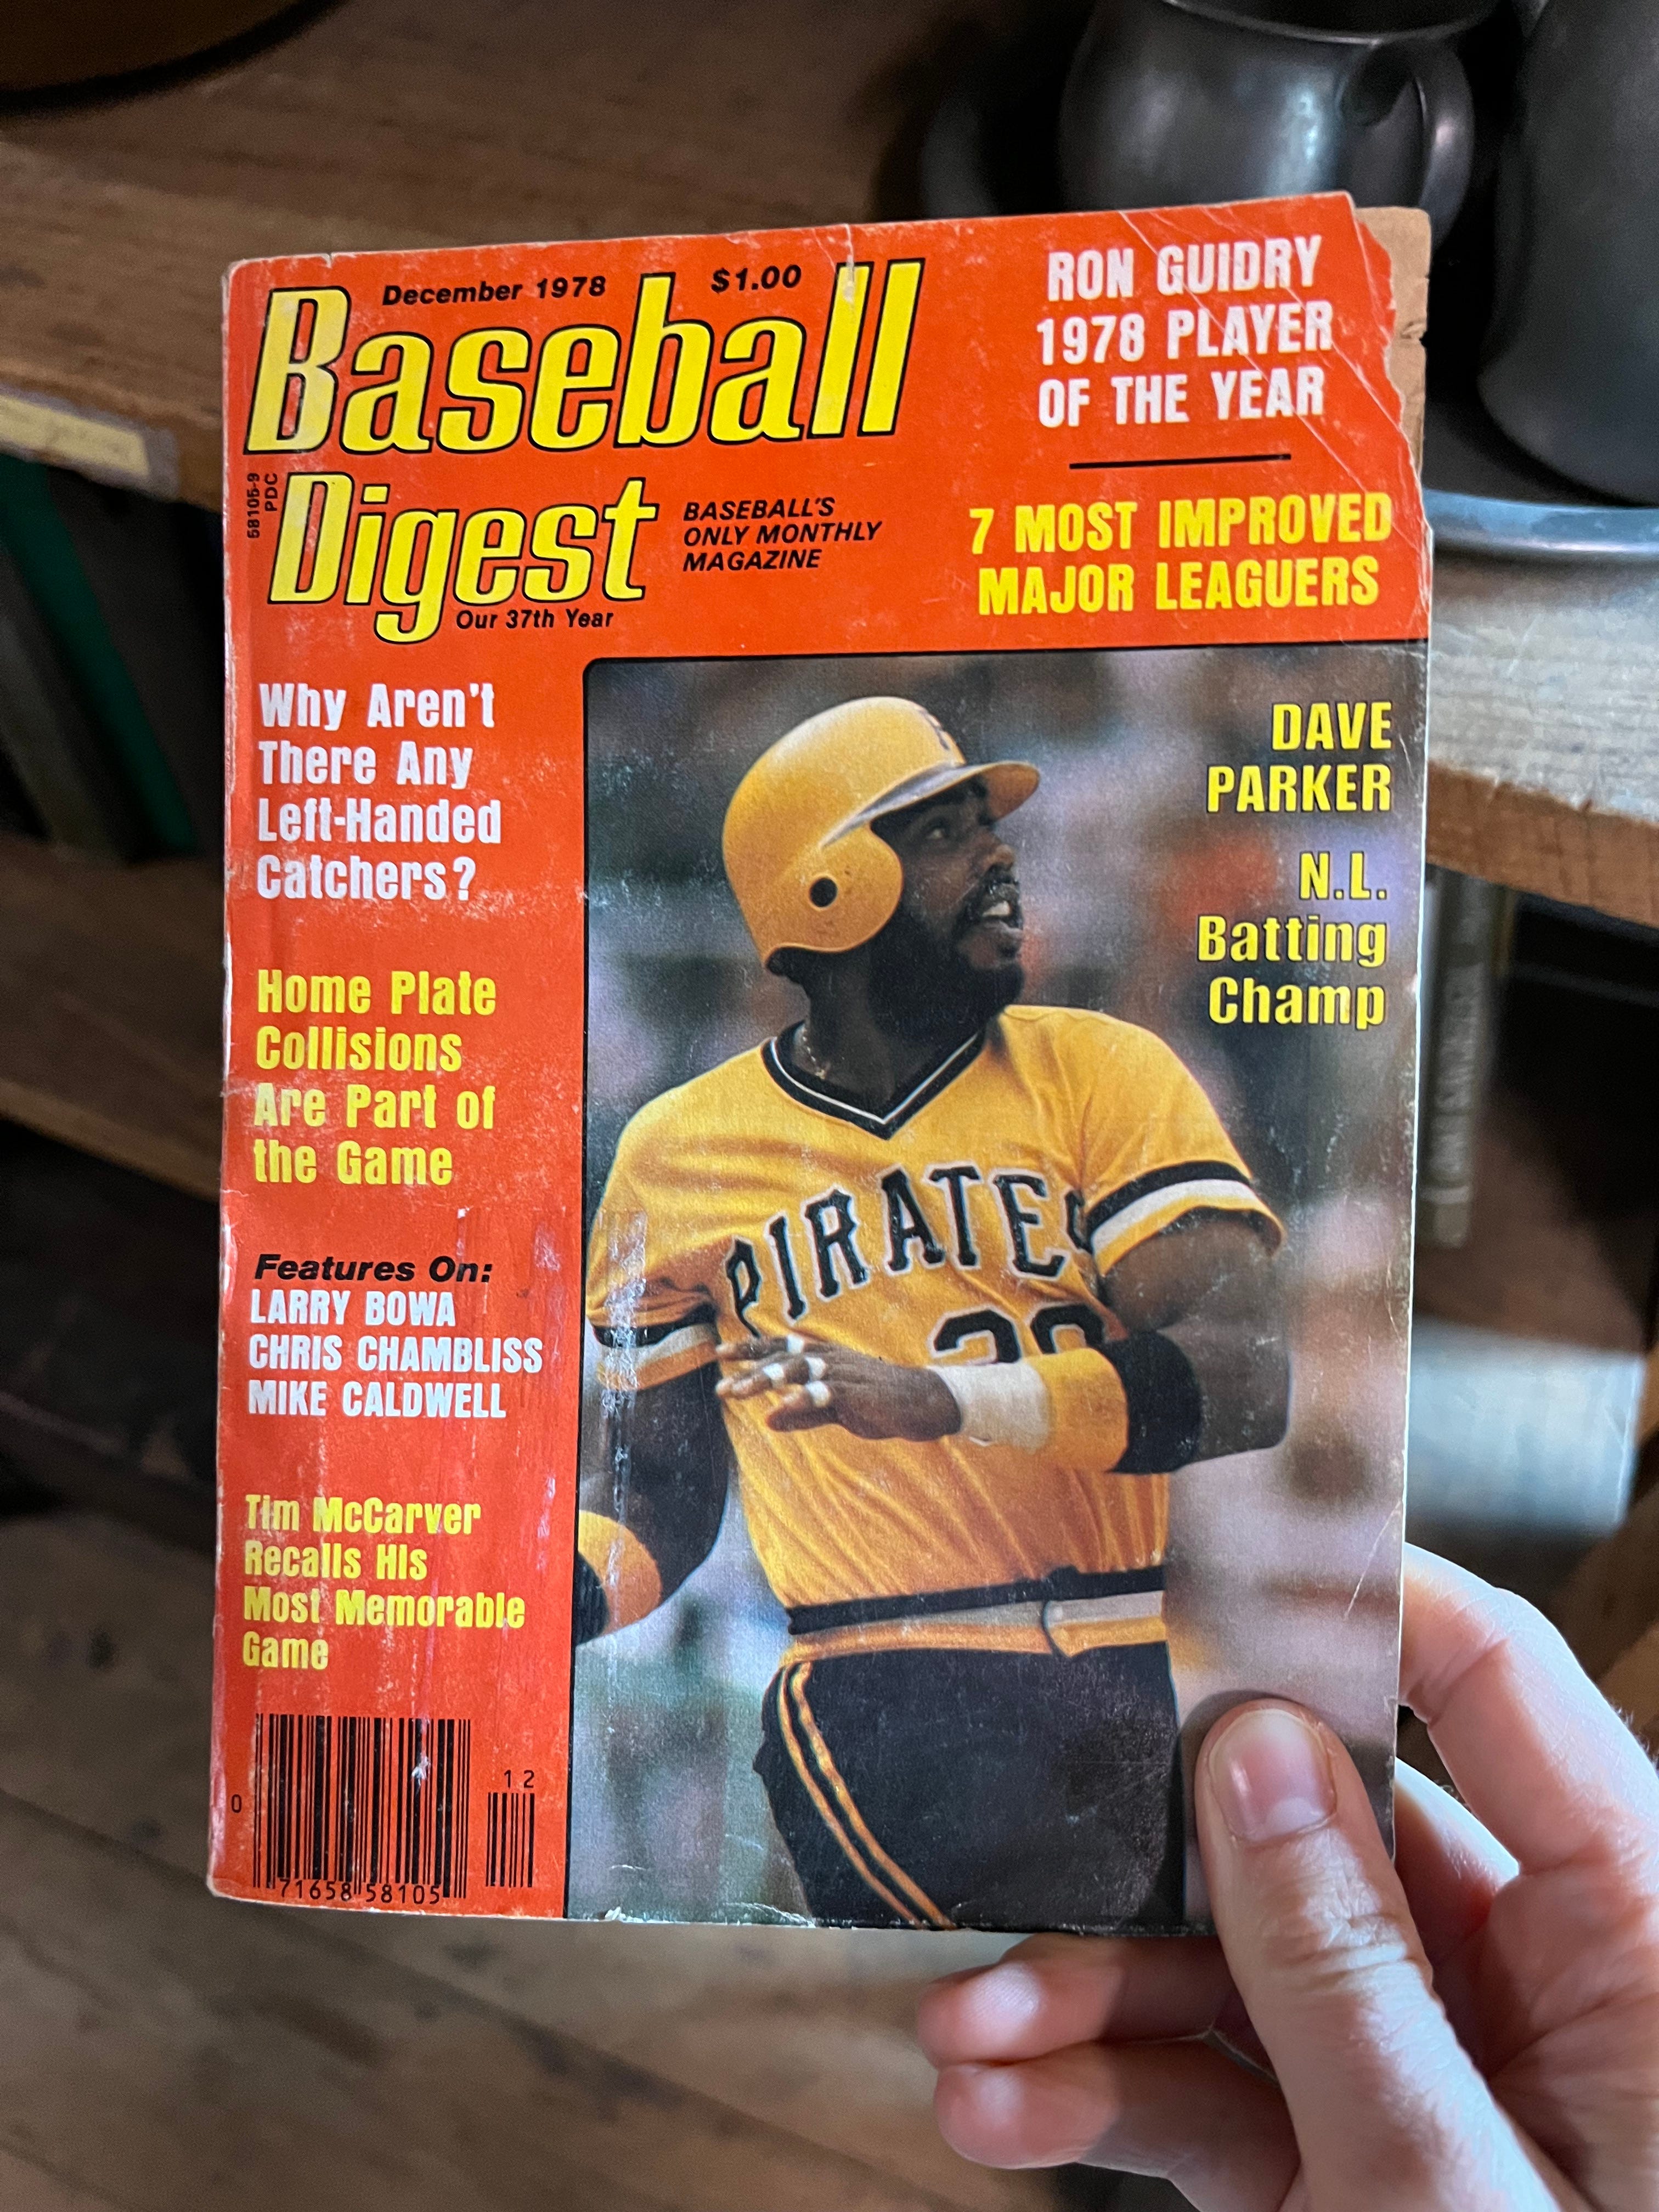 December 1978 $1.00
Baseball
Digest
58105-9
PDC
BASEBALL'S
ONLY MONTHLY
MAGAZINE
Our 37th Year
RON GUIDRY
1978 PLAYER
OF THE YEAR
7 MOST IMPROVED
MAJOR LEAGUERS
Why Aren't
There Any
Left-Handed
Catchers?
Home Plate
Collisions
Are Part of
the Game
Features On:
LARRY BOWA
CHRIS CHAMBLISS
MIKE CALDWELL
Tim McCarver
Recalls His
Most Memorable
Game
DAVE
PARKER
N.L.
Batting
Champ
P
PIRATES
39
12
0
71658 58105